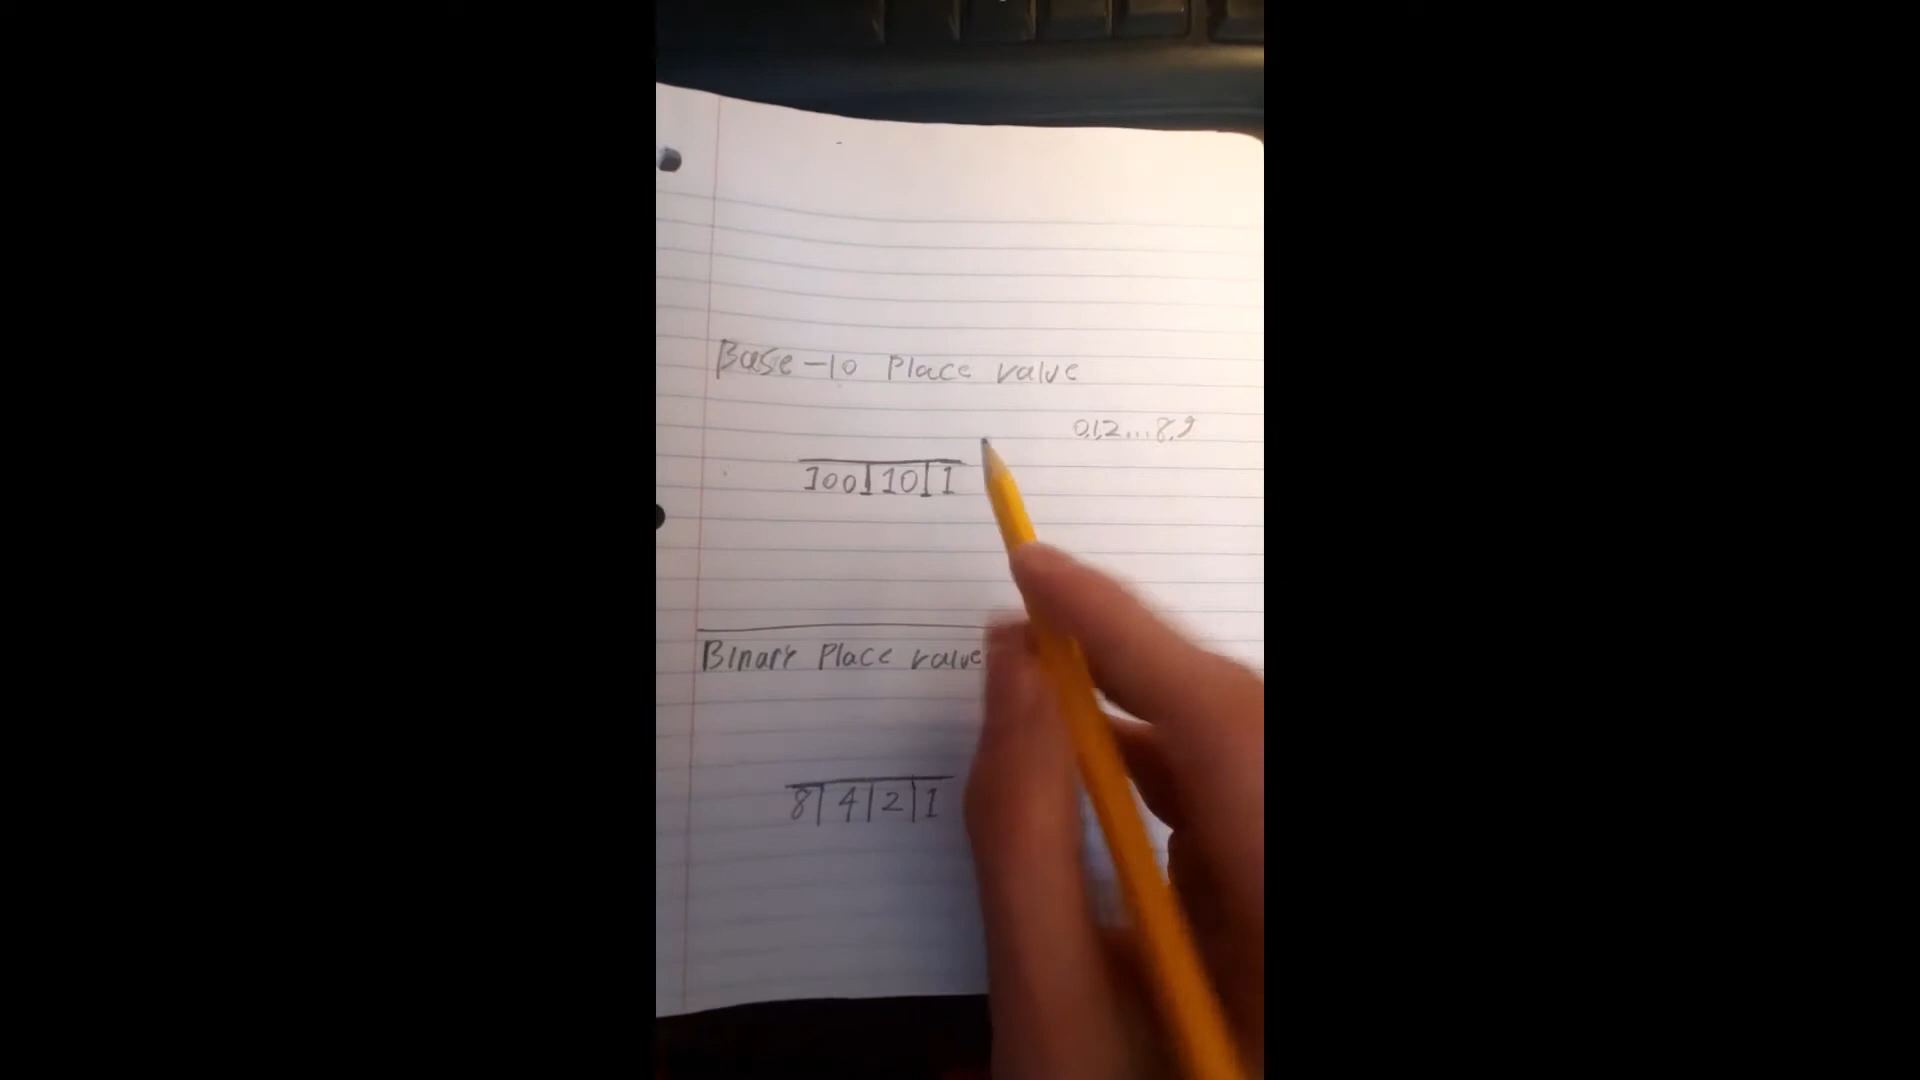 Base-10 Place value
0,1,2...8,9
100|10|1
Binary Place value
8|4|2|1